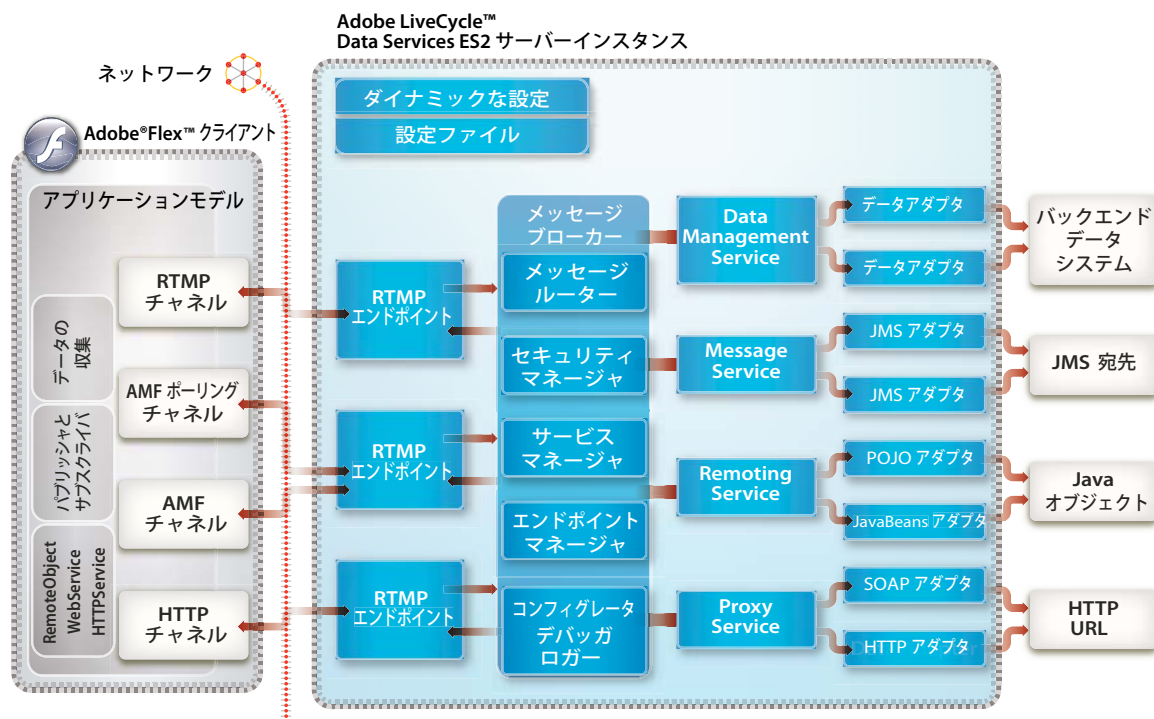 Adobe LiveCycle™
Data Services ES2 サーバーインスタンス
ネットワーク
Adobe®Flex™ クライアント
アプリケーションモデル
データの
収集
パブリッシャと
サブスクライバ
RemoteObject
WebService
HTTPService
RTMP
チャネル
AMF ポーリング
チャネル
AMF
チャネル
HTTP
チャネル
ダイナミックな設定
設定ファイル
RTMP
エンドポイント
RTMP
エンドポイント
RTMP
エンドポイント
メッセージ
ブローカー
メッセージ
ルーター
セキュリティ
マネージャ
サービス
マネージャ
エンドポイント
マネージャ
コンフィグレータ
デバッガ
ロガー
Data
Management
Service
Message
Service
Remoting
Service
Proxy
Service
データアダプタ
データアダプタ
JMS アダプタ
JMS アダプタ
POJO アダプタ
JavaBeans アダプタ
SOAP アダプタ
HTTP アダプタ
バックエンド
データ
システム
JMS 宛先
Java
オブジェクト
HTTP
URL